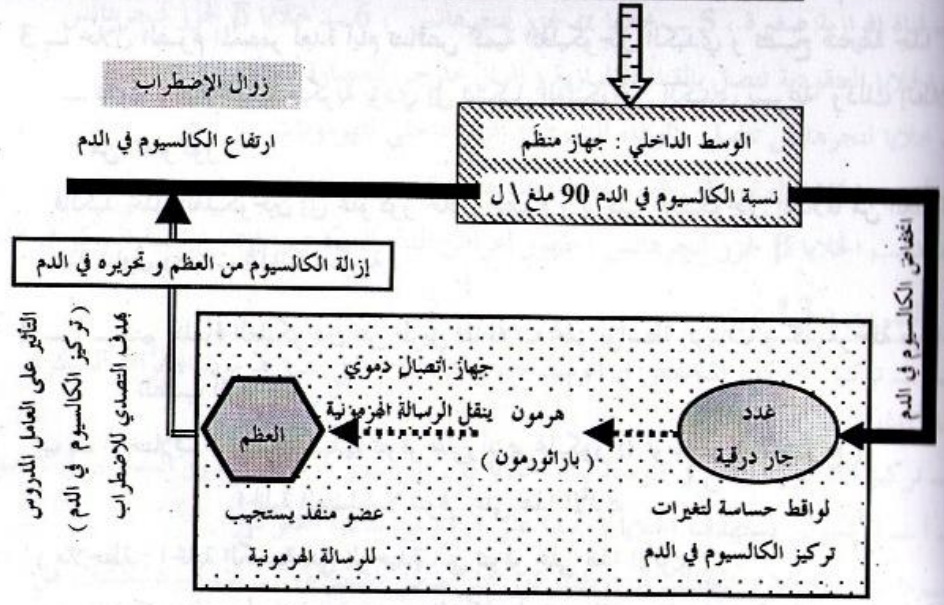 زوال الإضطراب
ارتفاع الكالسيوم في الدم
الوسط الداخلي : جهاز منظّم
نسبة الكالسيوم في الدم 90 ملغ \ ل
انخفاض الكالسيوم في الدم
إزالة الكالسيوم من العظم و تحريره في الدم
التأثير على العامل المدروس
( تركيز الكالسيوم في الدم )
بهدف التصدي للاضطراب
جهاز اتصال دموي
ينقل الرسالة الهرمونية
هرمون
( باراثورمون )
غدد
جار درقية
العظم
لواقط حساسة لتغيرات
تركيز الكالسيوم في الدم
عضو منفذ يستجيب
للرسالة الهرمونية